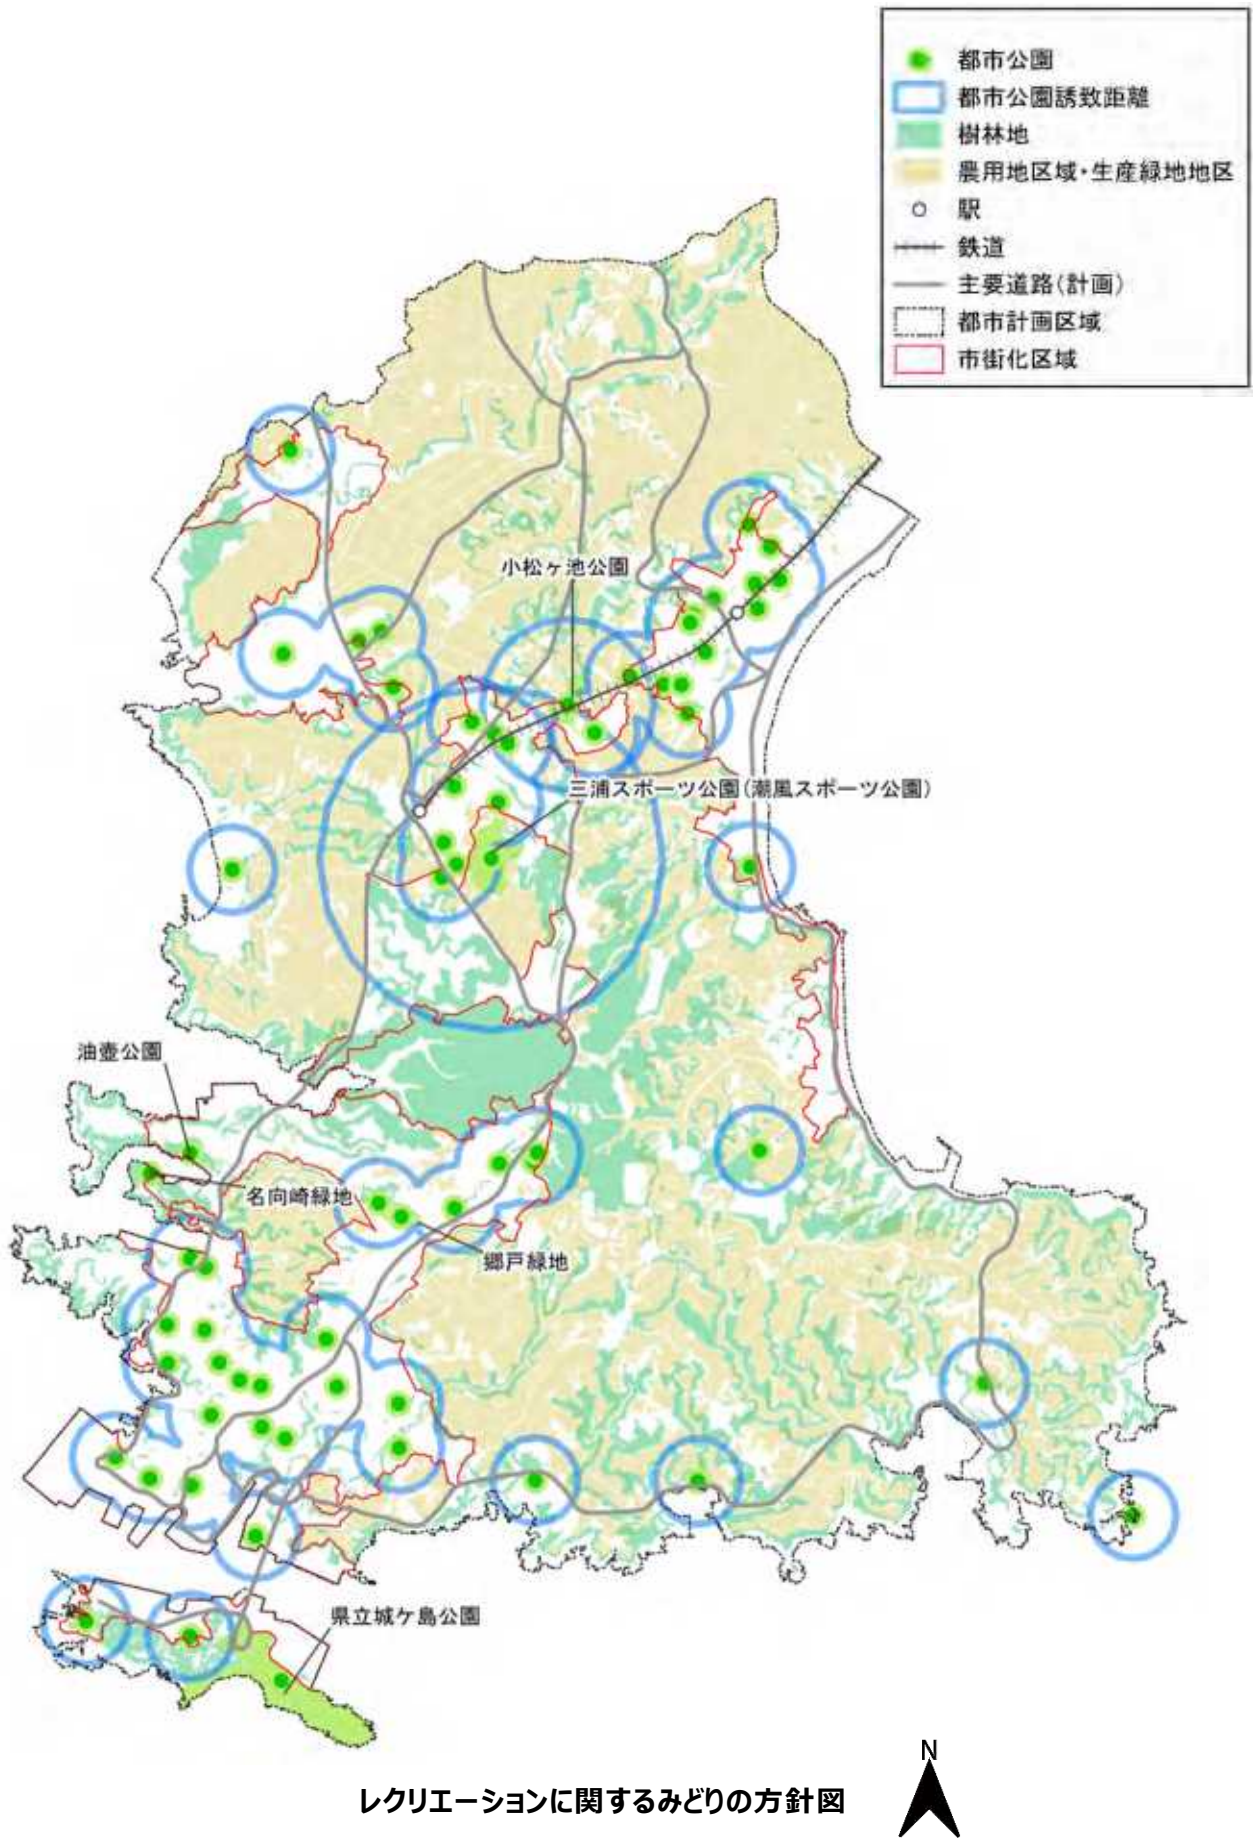 都市公園
都市公園誘致距離
樹林地
農用地区域・生産緑地地区
駅
鉄道
主要道路(計画)
都市計画区域
市街化区域
小松ヶ池公園
三浦スポーツ公園(潮風スポーツ公園)
油壺公園
名向崎緑地
郷戸緑地
県立城ケ島公園
N
レクリエーションに関するみどりの方針図